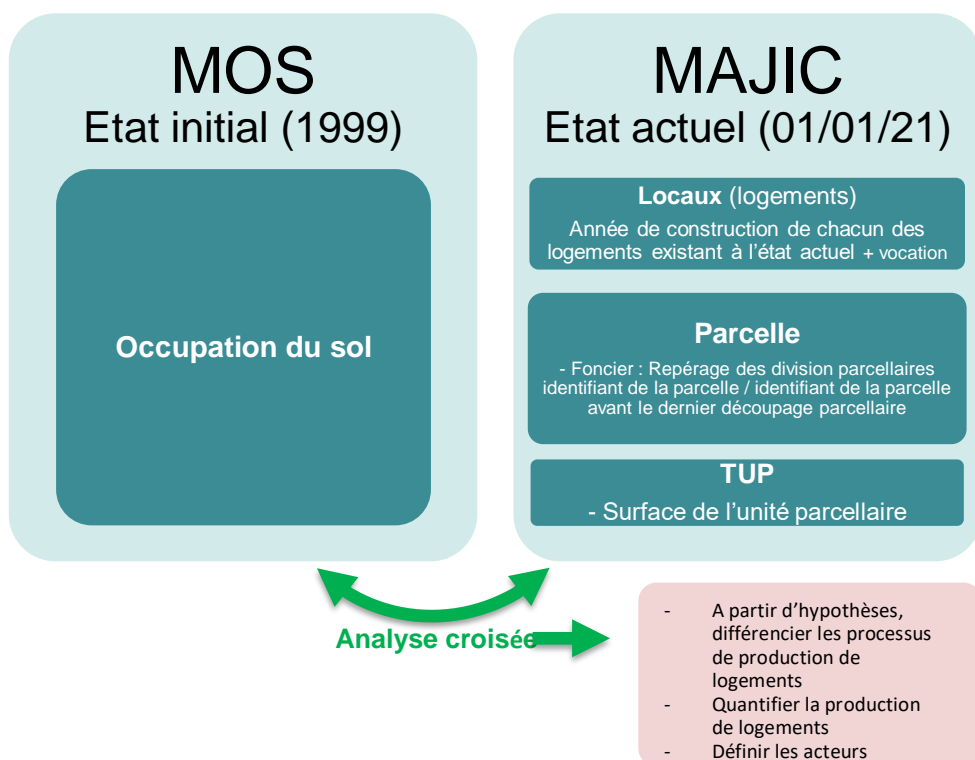 MOS
Etat initial (1999)
Occupation du sol
MAJIC
Etat actuel (01/01/21)
Locaux (logements)
Année de construction de chacun des
logements existant à l'état actuel + vocation
Parcelle
- Foncier : Repérage des division parcellaires
identifiant de la parcelle / identifiant de la parcelle
avant le dernier découpage parcellaire
TUP
- Surface de l'unité parcellaire
Analyse croisée
- A partir d'hypothèses,
différencier les processus
de production de
logements
- Quantifier la production
de logements
- Définir les acteurs